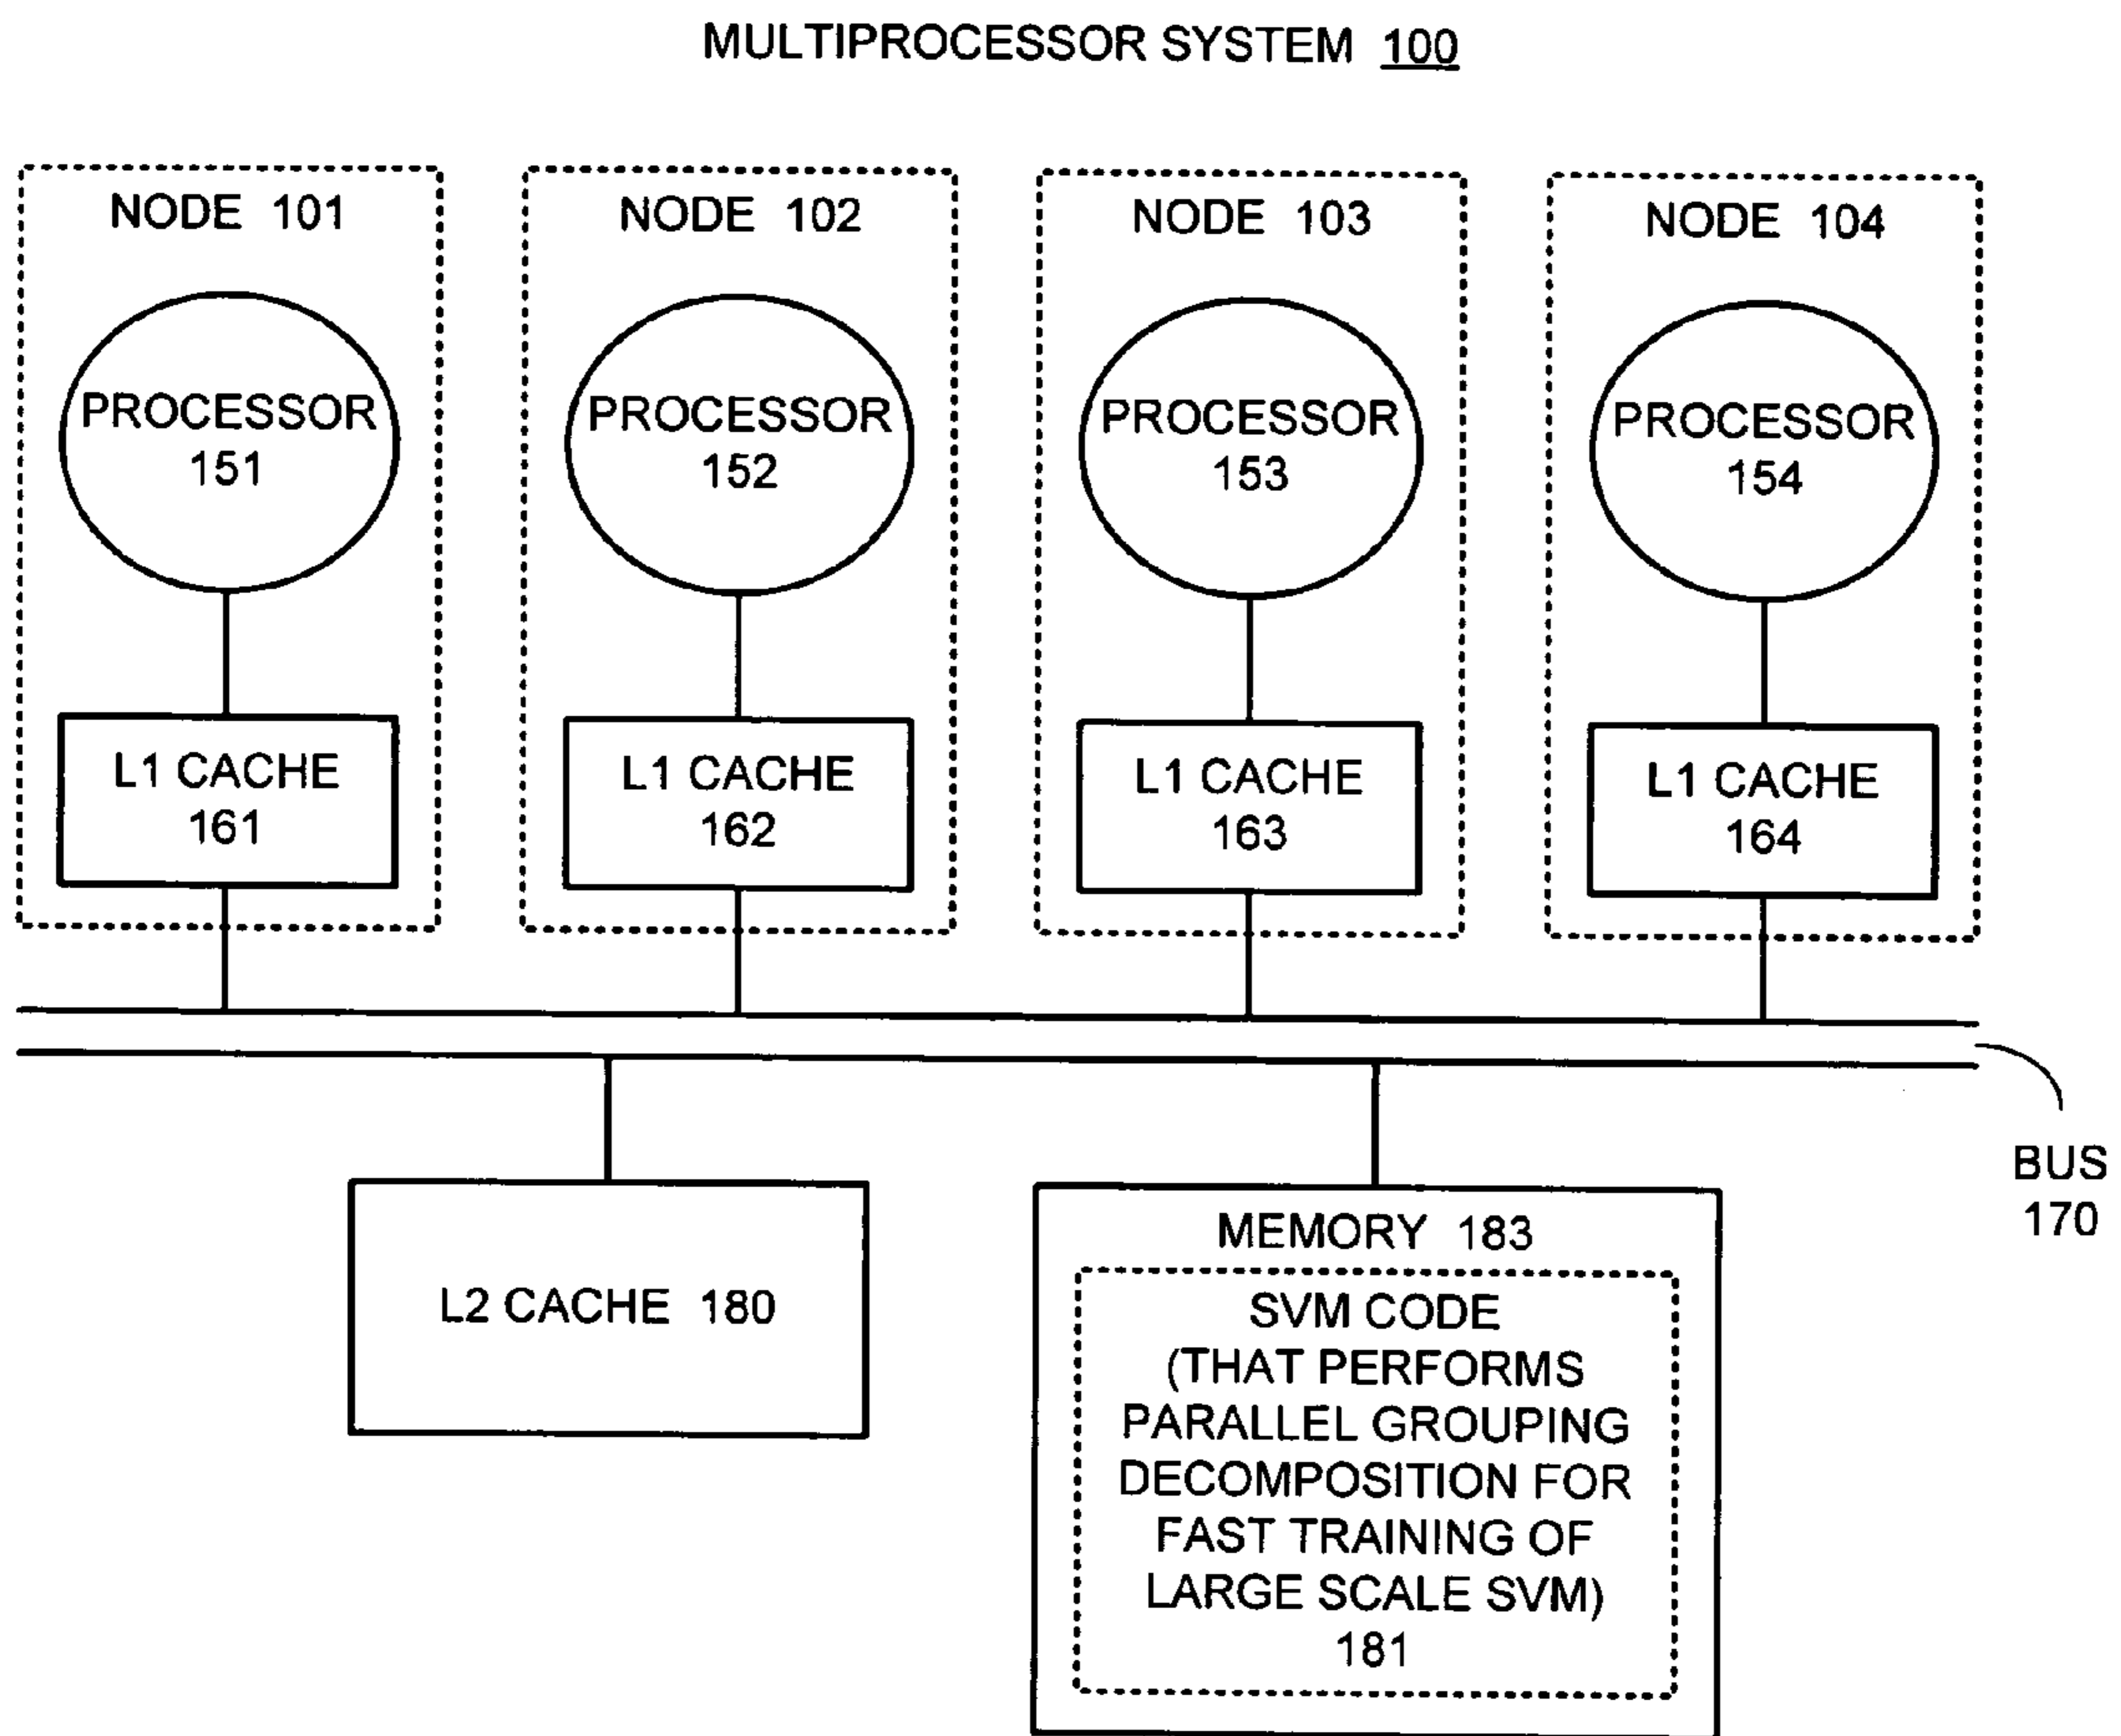 MULTIPROCESSOR SYSTEM 100
NODE 101
PROCESSOR
151
L1 CACHE
161
NODE 102
PROCESSOR
152
L1 CACHE
162
NODE 103
PROCESSOR
153
L1 CACHE
163
NODE 104
PROCESSOR
154
L1 CACHE
164
BUS
170
L2 CACHE 180
MEMORY 183
SVM CODE
(THAT PERFORMS
PARALLEL GROUPING
DECOMPOSITION FOR
FAST TRAINING OF
LARGE SCALE SVM)
181